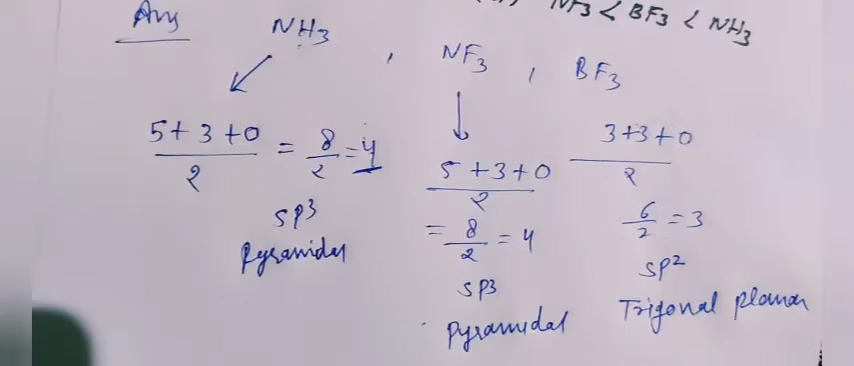 NF3 < BF3 < NH3
Ans NH3 , NF3 , BF3
5+3+0/2 = 8/2 = 4
SP3
Pyramidal
5+3+0/2
= 8/2 = 4
SP3
Pyramidal
3+3+0/2
6/2 = 3
SP2
Trigonal planar